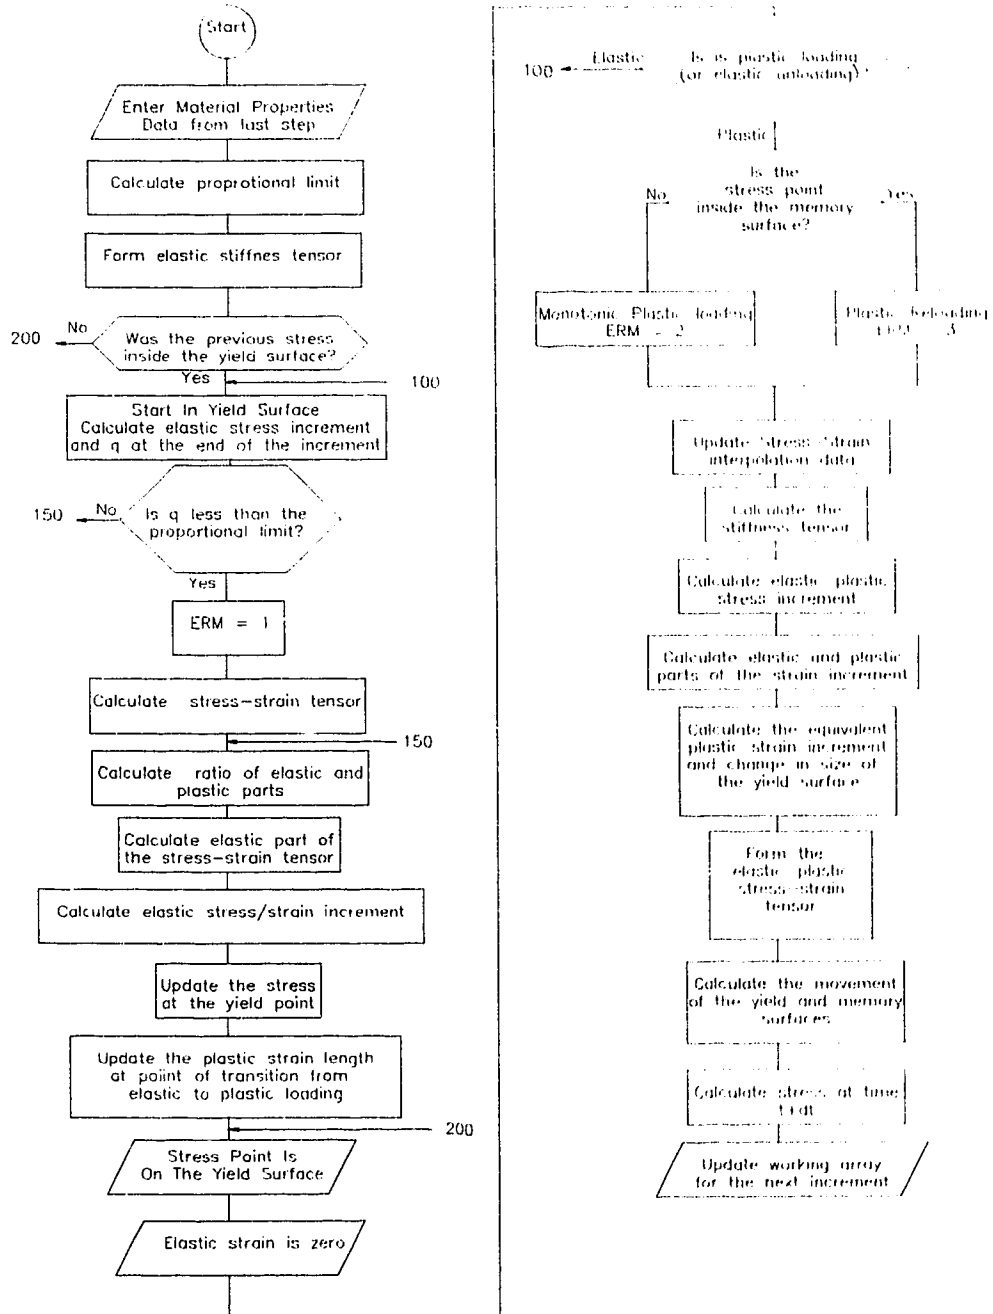 Start
Enter Material Properties
Data from last step
Calculate proprotional limit
Form elastic stiffnes tensor
No
200
Was the previous stress
inside the yield surface?
Yes
100
Start In Yield Surface
Calculate elastic stress increment
and q at the end of the increment
150
No
Is q less than the
proportional limit?
Yes
ERM = 1
Calculate stress-strain tensor
150
Calculate ratio of elastic and
plastic parts
Calculate elastic part of
the stress-strain tensor
Calculate elastic stress/strain increment
Update the stress
at the yield point
Update the plastic strain length
at poiint of transition from
elastic to plastic loading
200
Stress Point Is
On The Yield Surface
Elastic strain is zero
100
Elastic
Is is plastic loading
(or elastic unloading)?
Plastic
Is the
stress point
inside the memory
surface?
No
Yes
Monotonic Plastic loading
ERM = 2
Plastic Reloading
ERM = 3
Update Stress Strain
interpolation data
Calculate the
stiffness tensor
Calculate elastic plastic
stress increment
Calculate elastic and plastic
parts of the strain increment
Calculate the equivalent
plastic strain increment
and change in size of
the yield surface
Form the
elastic plastic
stress-strain
tensor
Calculate the movement
of the yield and memory
surfaces
Calculate stress at time
t+dt
Update working array
for the next increment